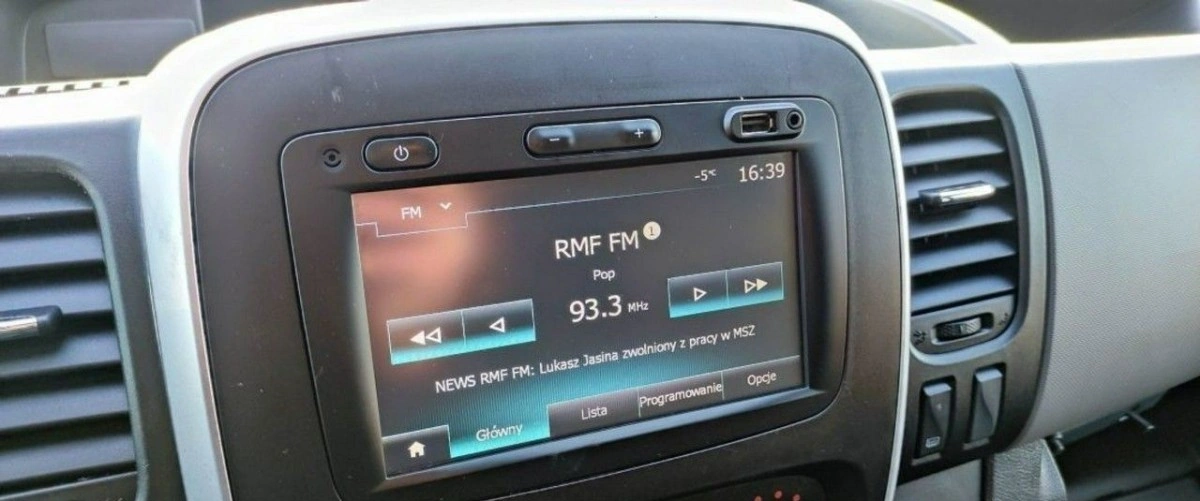 -5°C 16:39
FM
RMF FM 1
Pop
93.3 MHz
NEWS RMF FM: Lukasz Jasina zwolniony z pracy w MSZ
Główny Lista Programowanie Opcje